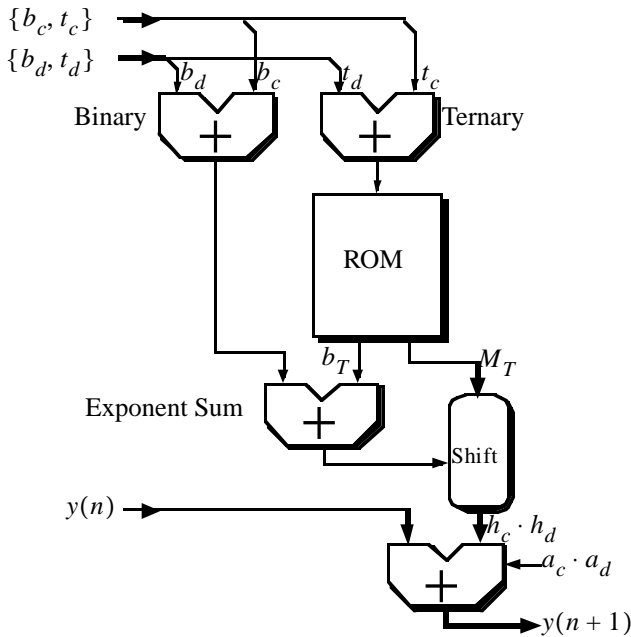 {b_c, t_c}
{b_d, t_d}
b_d b_c t_d t_c
Binary + + Ternary
ROM
b_T M_T
Exponent Sum +
Shift
y(n) h_c · h_d
+ a_c · a_d
y(n + 1)